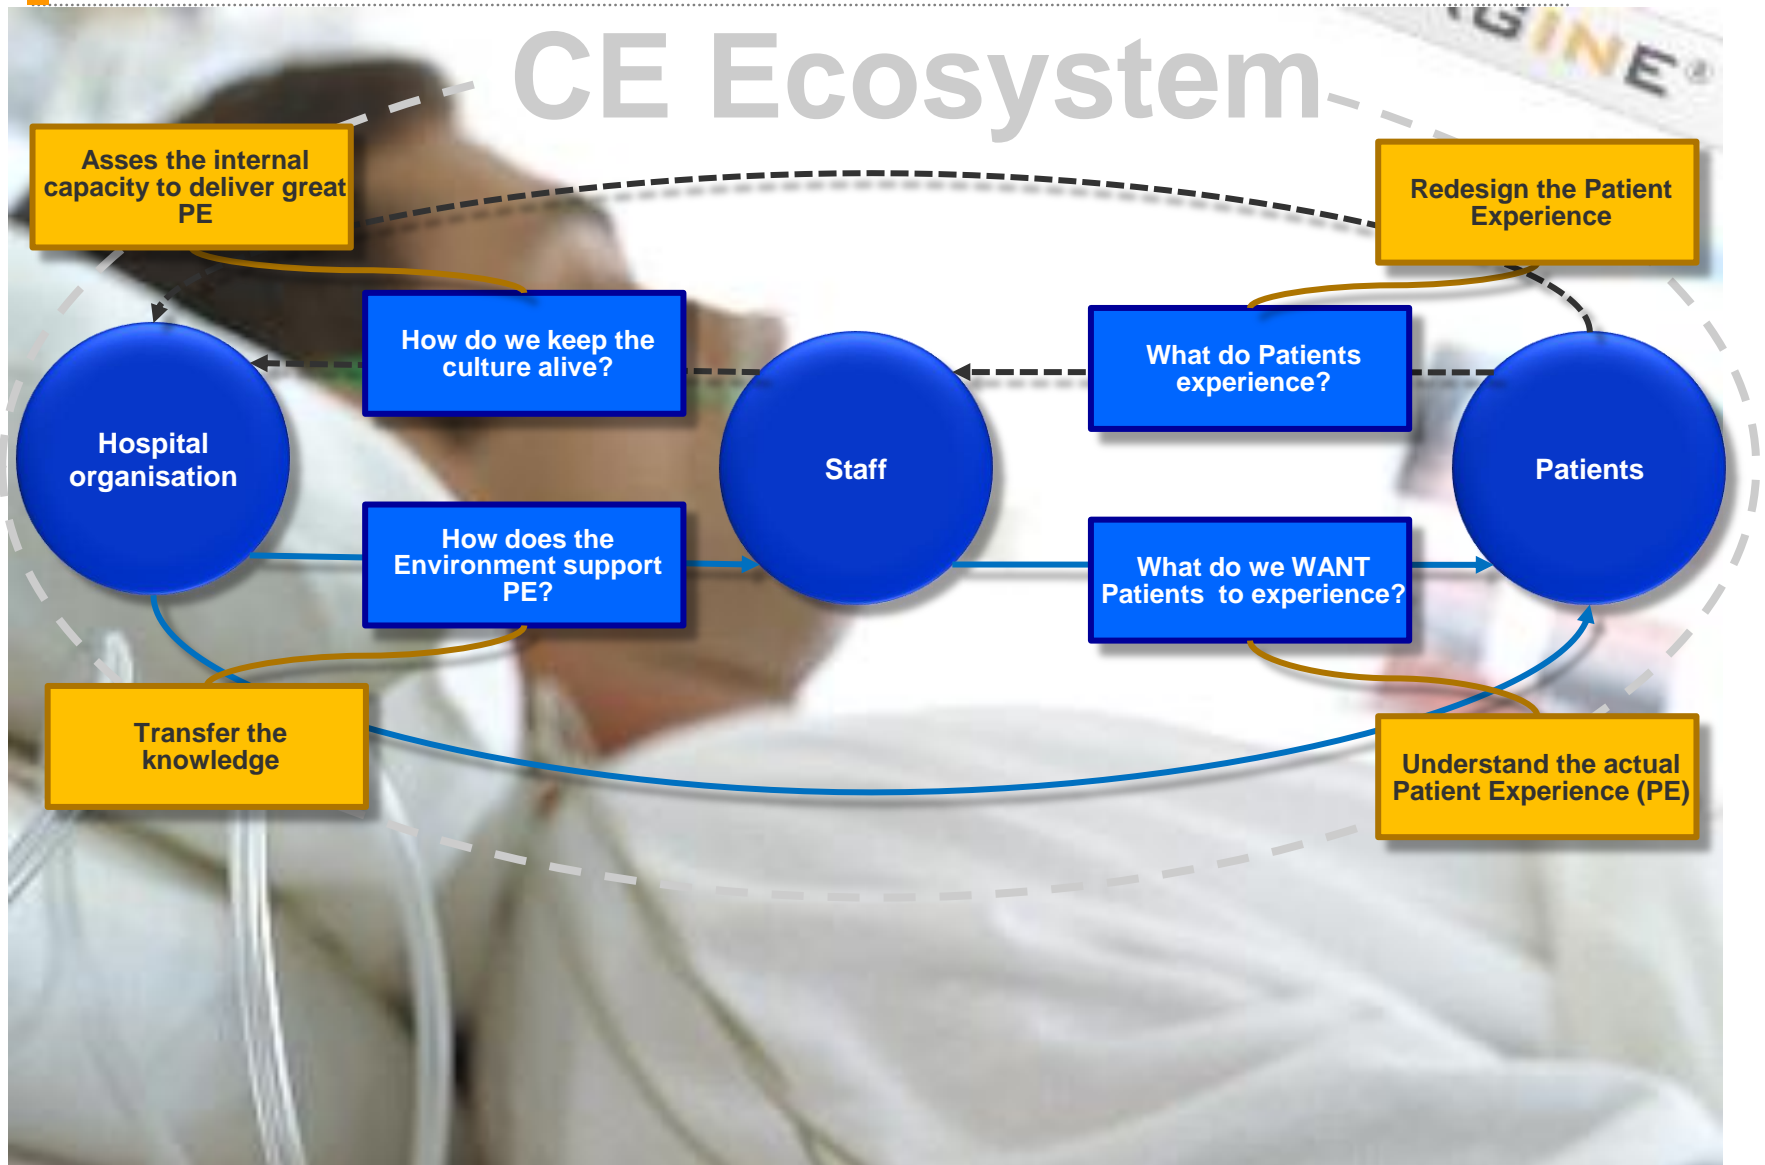 GINE®
CE Ecosystem
Asses the internal
capacity to deliver great
PE
Redesign the Patient
Experience
How do we keep the
culture alive?
What do Patients
experience?
Hospital
organisation
Staff
Patients
How does the
Environment support
PE?
What do we WANT
Patients  to experience?
Transfer the
knowledge
Understand the actual
Patient Experience (PE)